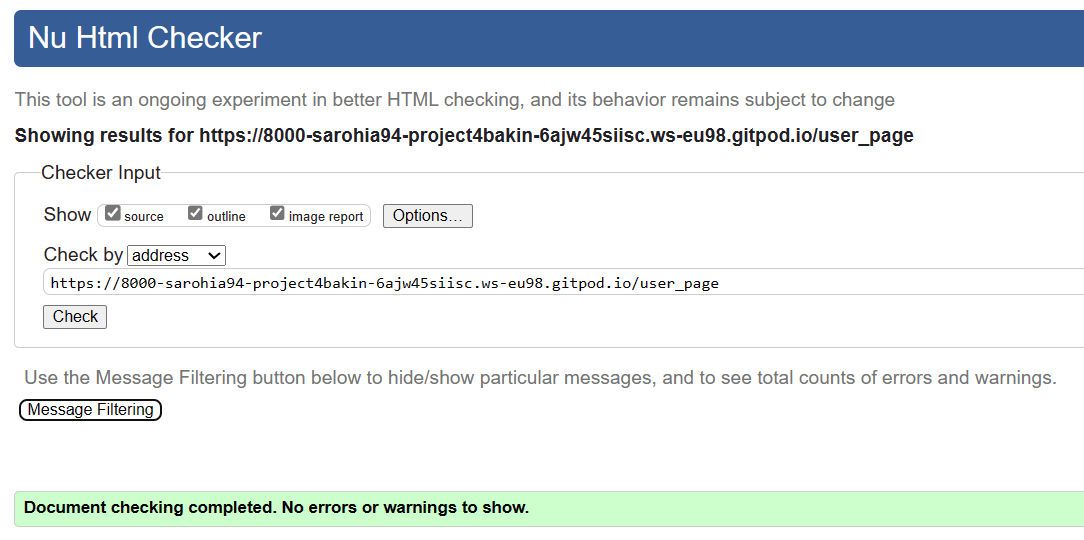 Nu Html Checker
This tool is an ongoing experiment in better HTML checking, and its behavior remains subject to change
Showing results for https://8000-sarohia94-project4bakin-6ajw45siisc.ws-eu98.gitpod.io/user_page
Checker Input
Show source outline image report Options...
Check by address
https://8000-sarohia94-project4bakin-6ajw45siisc.ws-eu98.gitpod.io/user_page
Check
Use the Message Filtering button below to hide/show particular messages, and to see total counts of errors and warnings.
Message Filtering
Document checking completed. No errors or warnings to show.